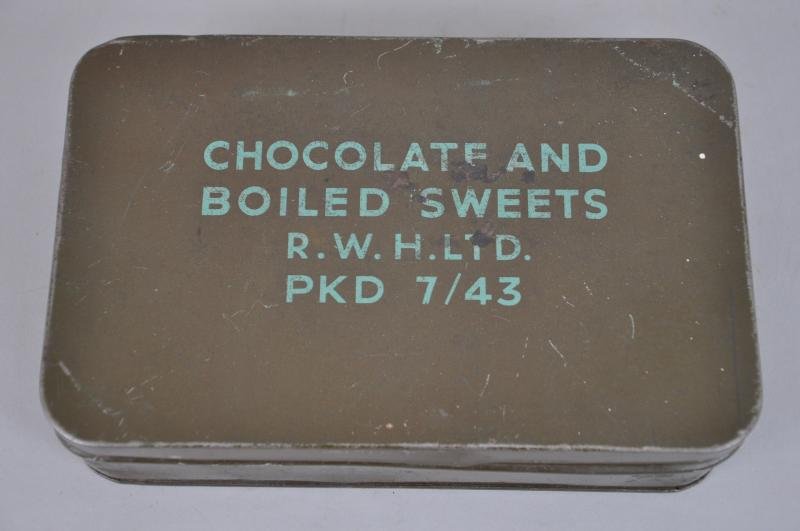 CHOCOLATE AND
BOILED SWEETS
R.W.H.LTD.
PKD 7/43